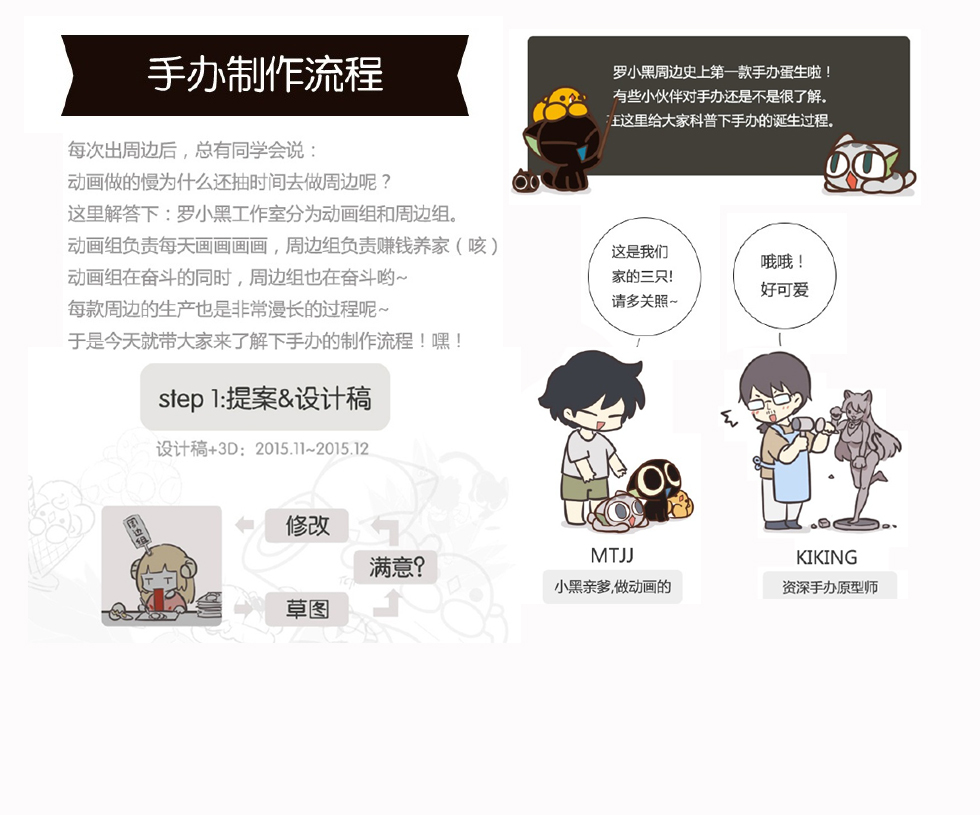 手办制作流程
每次出周边后，总有同学会说：
动画做的慢为什么还抽时间去做周边呢？
这里解答下：罗小黑工作室分为动画组和周边组。
动画组负责每天画画画画，周边组负责赚钱养家（咳）
动画组在奋斗的同时，周边组也在奋斗哟~
每款周边的生产也是非常漫长的过程呢~
于是今天就带大家来了解下手办的制作流程！嘿！
step 1:提案&设计稿
设计稿+3D：2015.11~2015.12
周边组
修改
满意?
草图
罗小黑周边史上第一款手办蛋生啦！
有些小伙伴对手办还是不是很了解。
在这里给大家科普下手办的诞生过程。
这是我们
家的三只!
请多关照~
哦哦！
好可爱
MTJJ
小黑亲爹,做动画的
KIKING
资深手办原型师